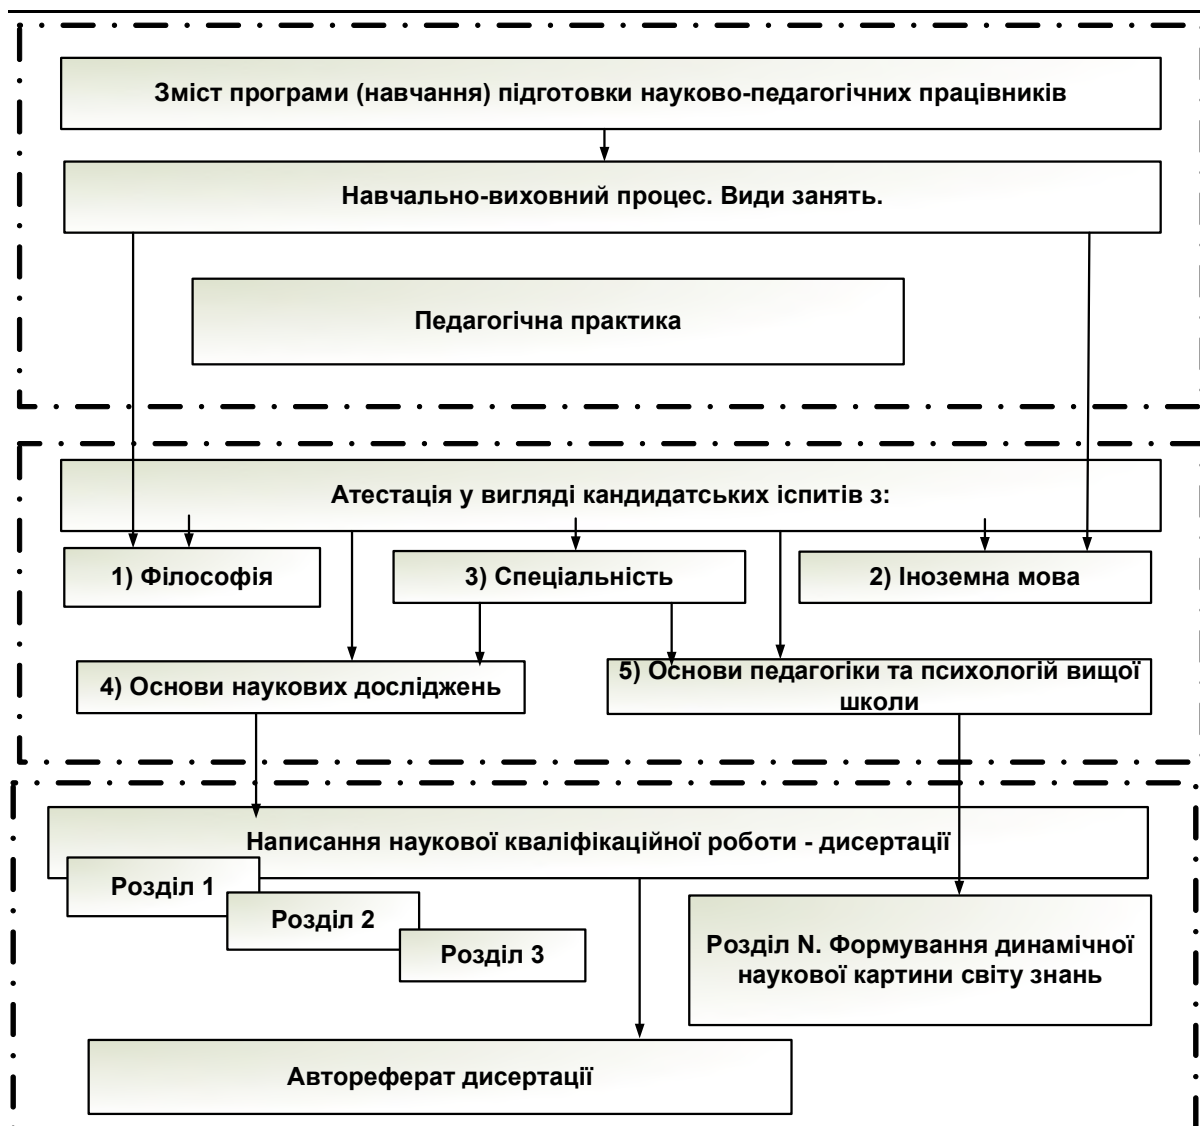 Зміст програми (навчання) підготовки науково-педагогічних працівників
Навчально-виховний процес. Види занять.
Педагогічна практика
Атестація у вигляді кандидатських іспитів з:
1) Філософія
3) Спеціальність
2) Іноземна мова
4) Основи наукових досліджень
5) Основи педагогіки та психологій вищої
школи
Написання наукової кваліфікаційної роботи - дисертації
Розділ 1
Розділ 2
Розділ 3
Розділ N. Формування динамічної
наукової картини світу знань
Автореферат дисертації